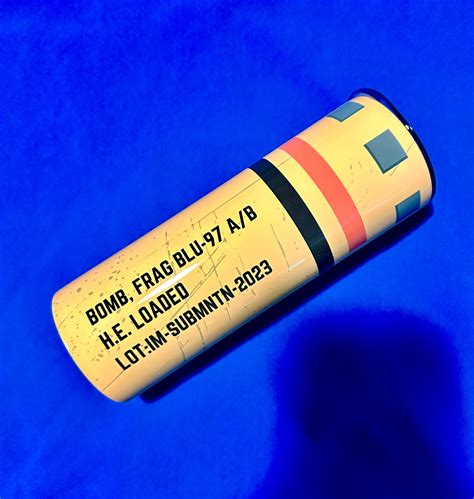 BOMB, FRAG BLU-97 A/B
H.E. LOADED
LOT:IM-SUBMNTN-2023